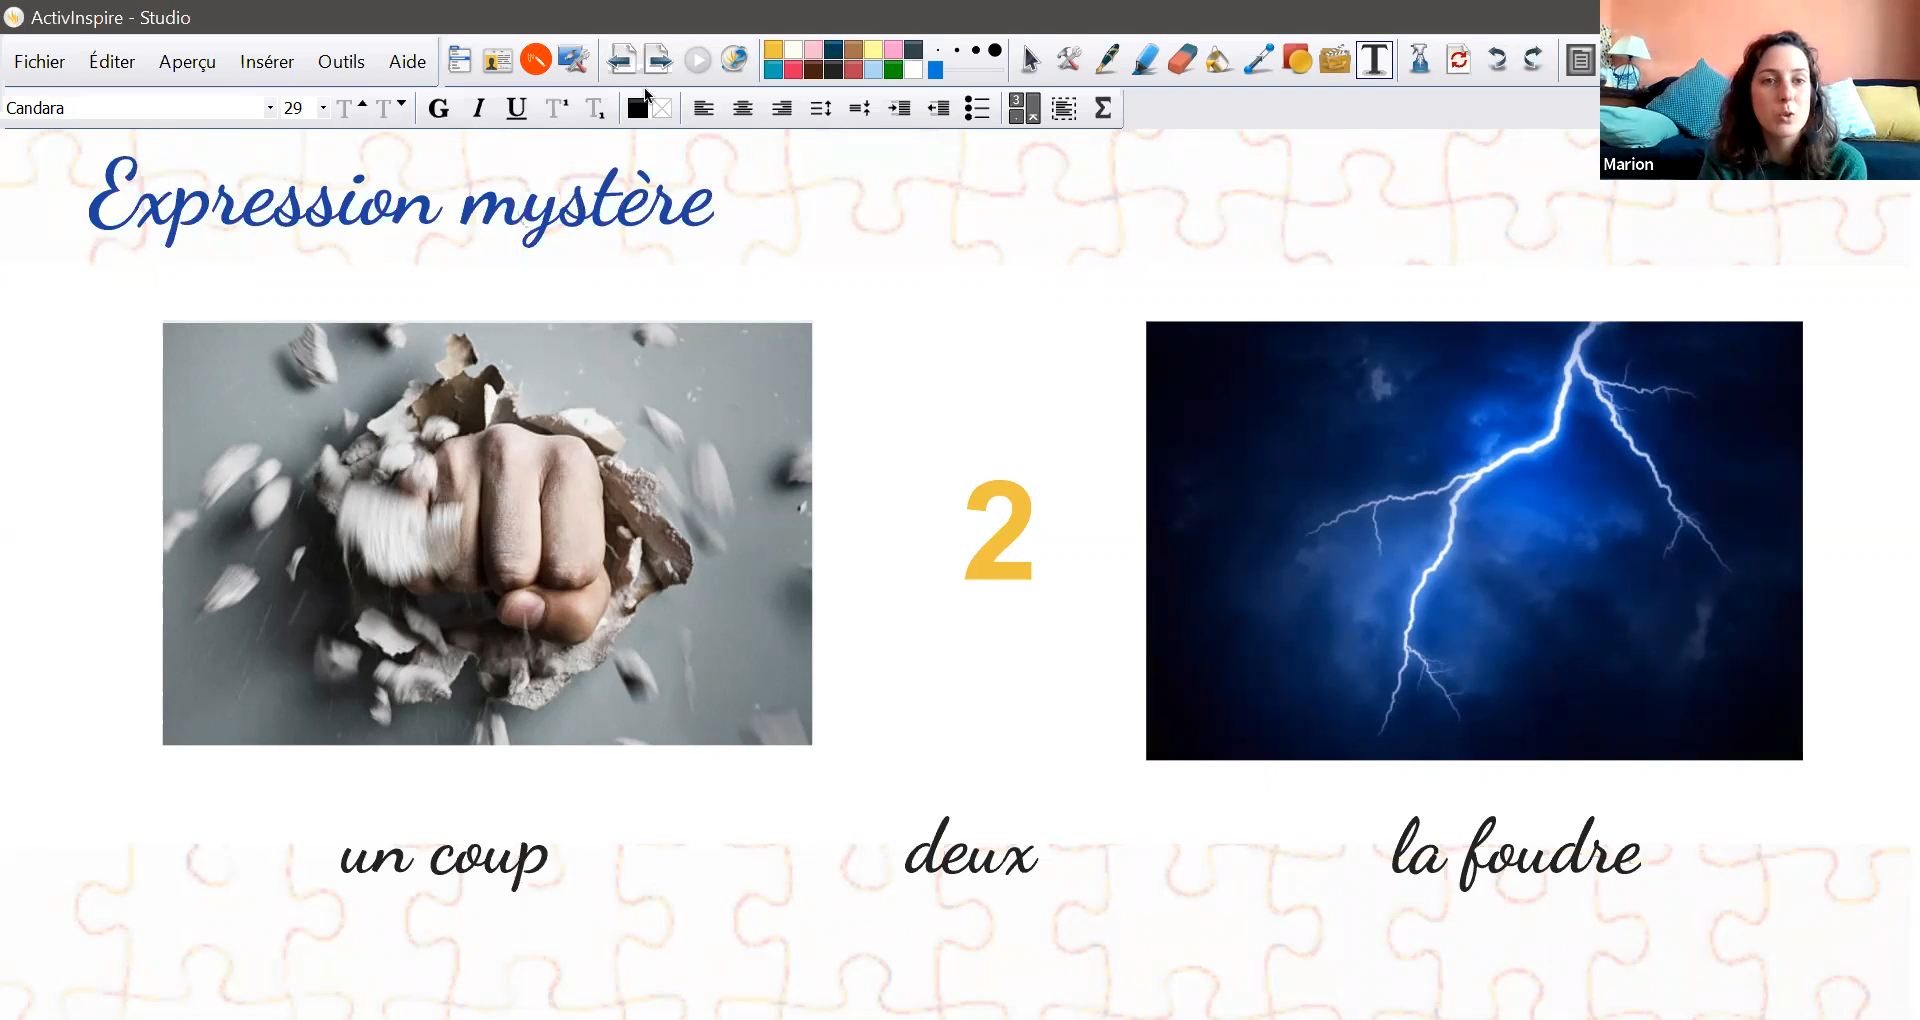 ActivInspire - Studio
Fichier Éditer Aperçu Insérer Outils Aide
Candara 29 G I U
Marion
Expression mystère
2
un coup deux la foudre